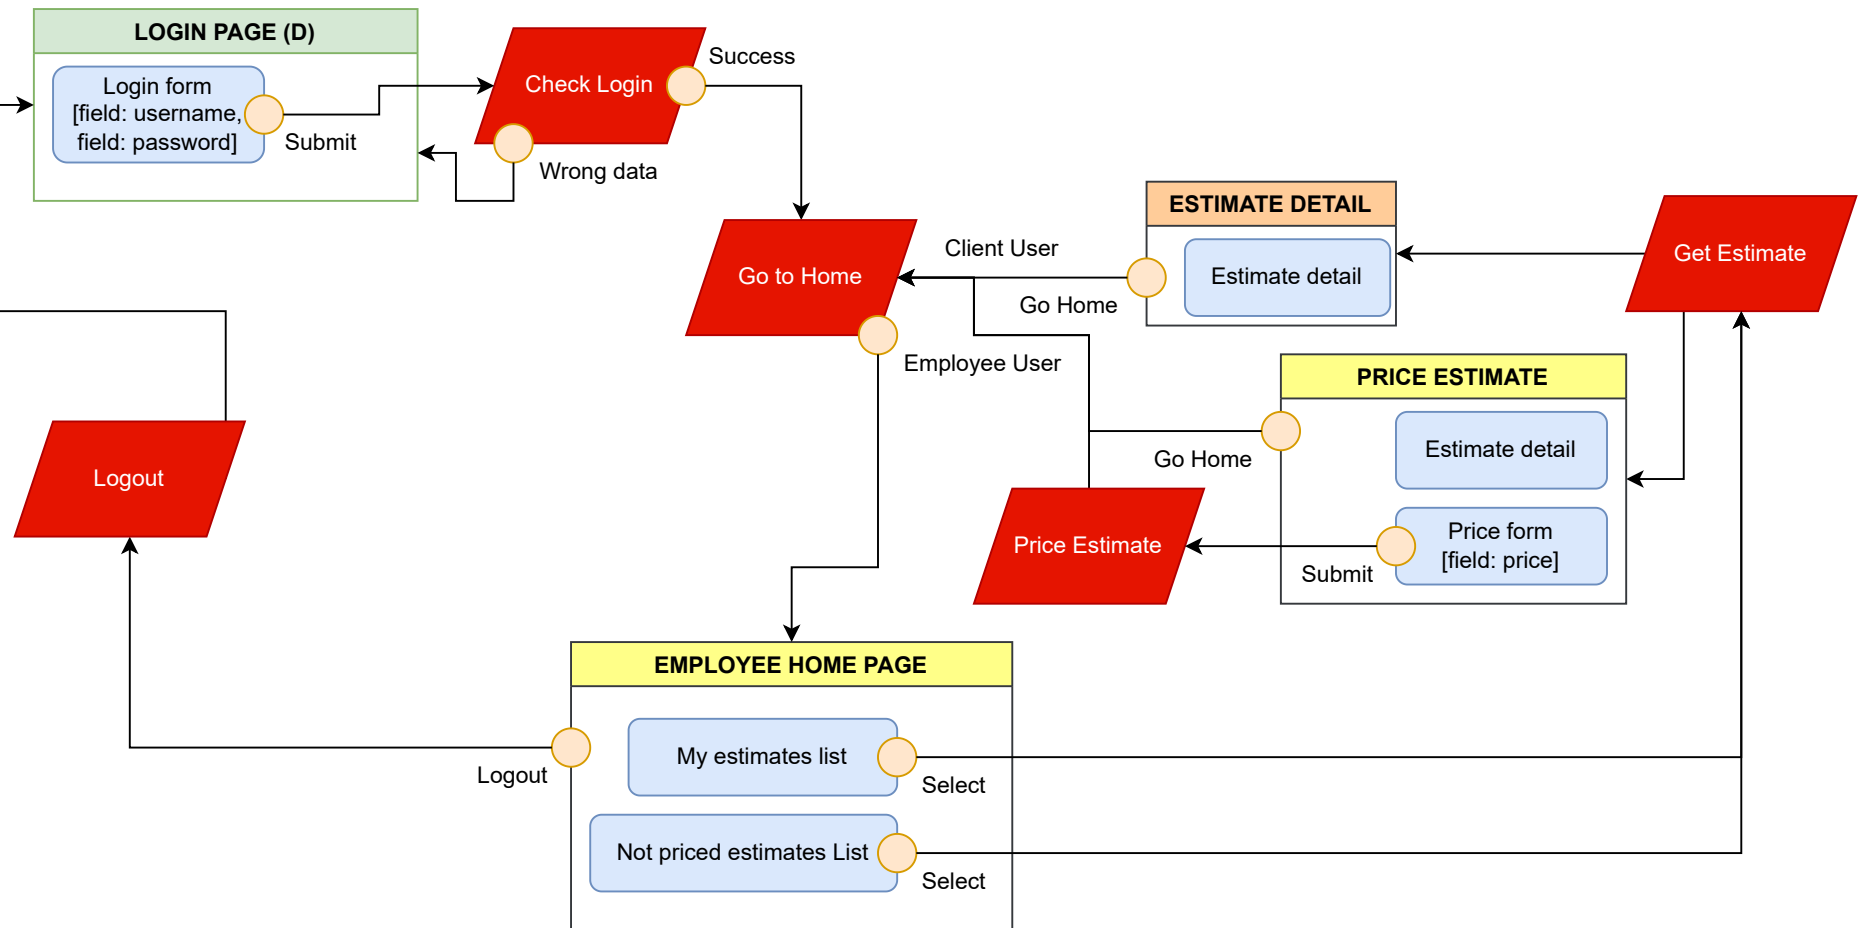 LOGIN PAGE (D)
Login form
[field: username,
field: password]
Submit
Check Login
Success
Wrong data
Go to Home
Client User
Go Home
Employee User
ESTIMATE DETAIL
Estimate detail
Get Estimate
PRICE ESTIMATE
Estimate detail
Go Home
Price form
[field: price]
Submit
Price Estimate
Logout
EMPLOYEE HOME PAGE
Logout
My estimates list
Select
Not priced estimates List
Select